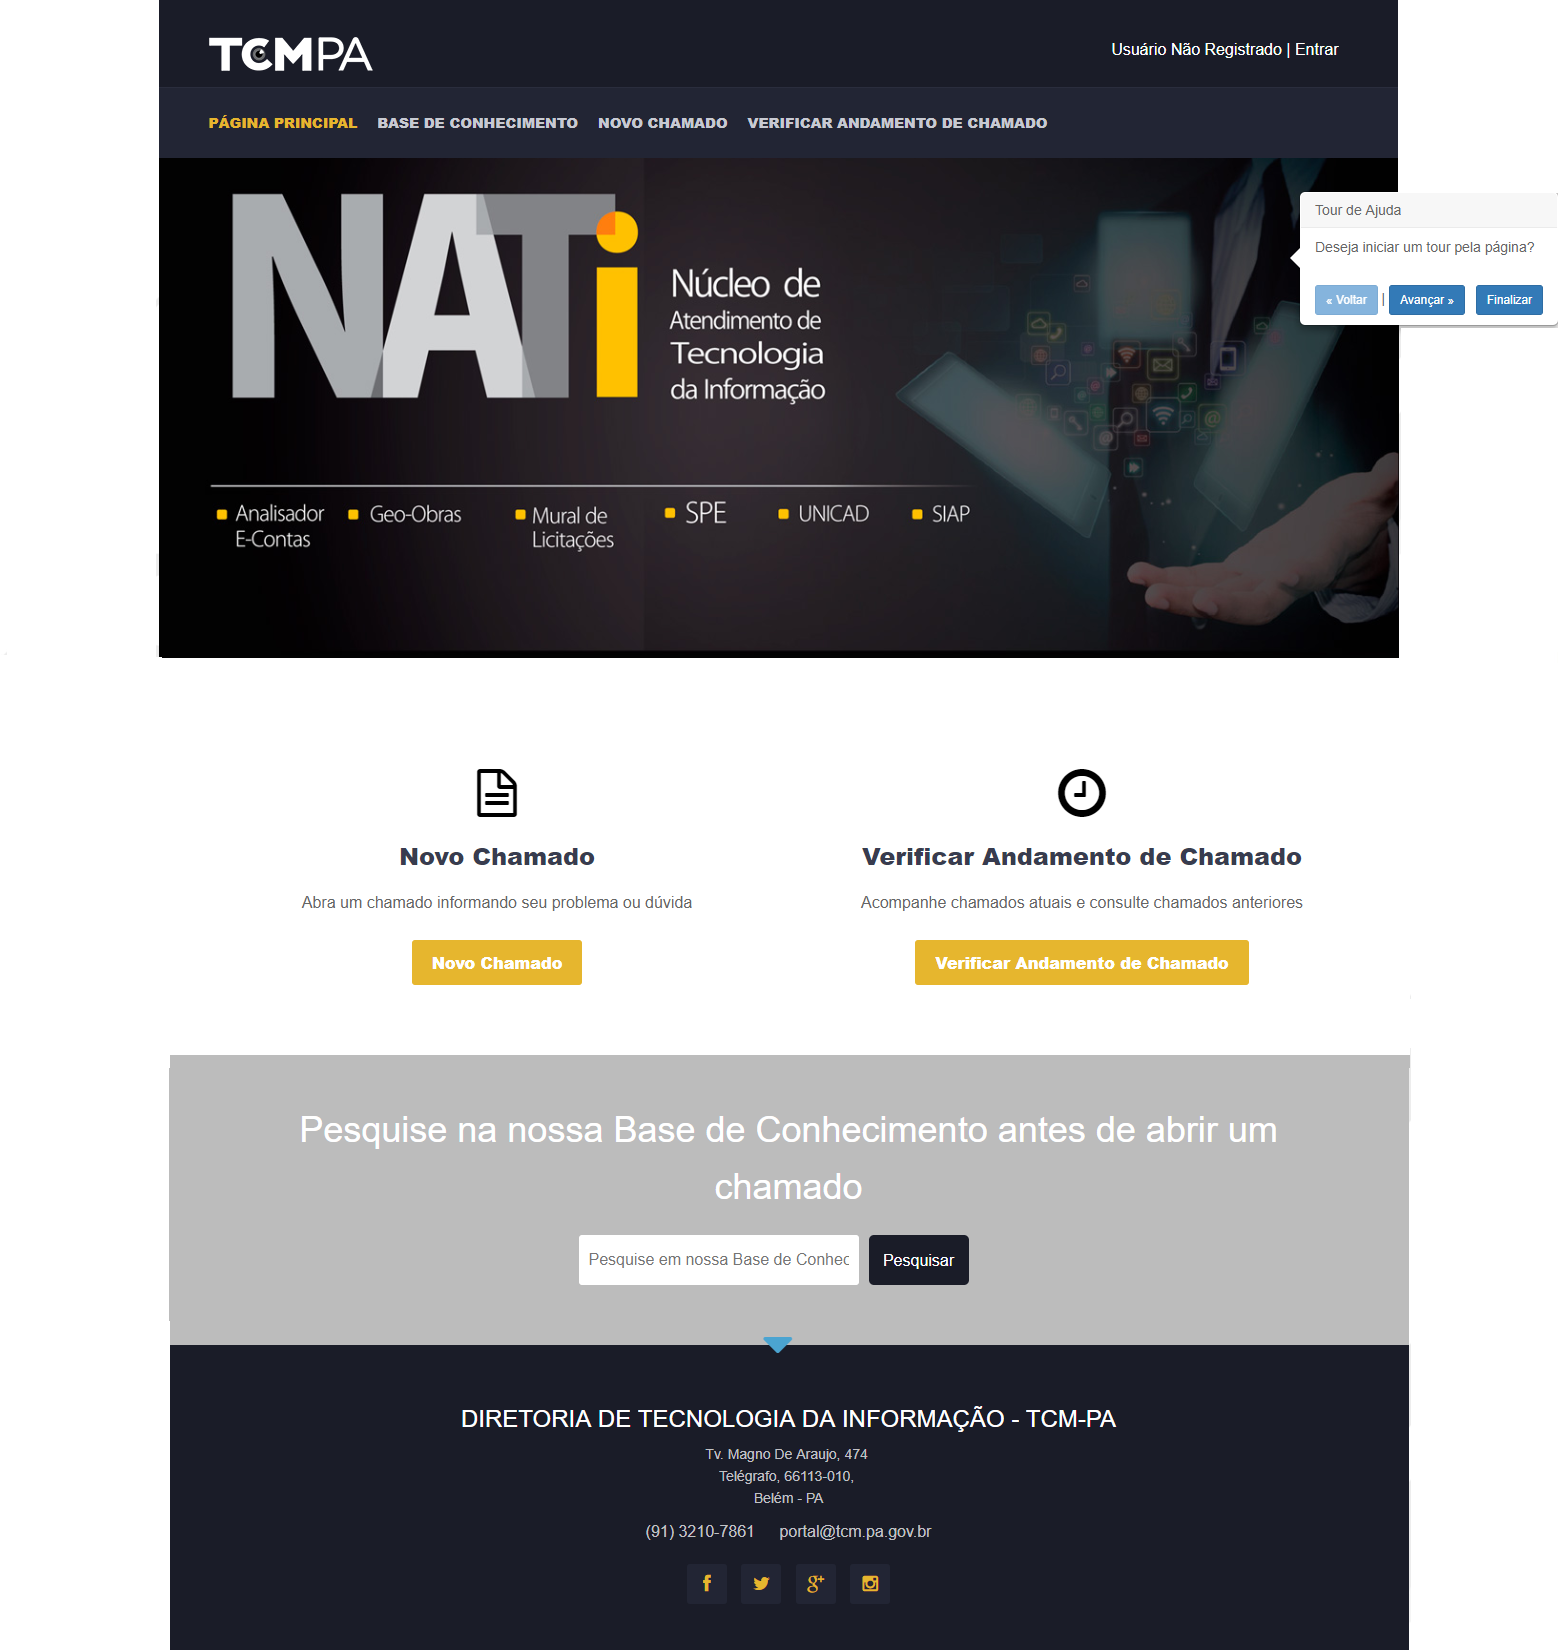 TCMPA
Usuário Não Registrado | Entrar
PÁGINA PRINCIPAL BASE DE CONHECIMENTO NOVO CHAMADO VERIFICAR ANDAMENTO DE CHAMADO
NATi
Núcleo de
Atendimento de
Tecnologia
da Informação
Tour de Ajuda
Deseja iniciar um tour pela página?
« Voltar | Avançar » Finalizar
Analisador
E-Contas
Geo-Obras
Mural de
Licitações
SPE
UNICAD
SIAP
Novo Chamado
Abra um chamado informando seu problema ou dúvida
Novo Chamado
Verificar Andamento de Chamado
Acompanhe chamados atuais e consulte chamados anteriores
Verificar Andamento de Chamado
Pesquise na nossa Base de Conhecimento antes de abrir um
chamado
Pesquise em nossa Base de Conhec
Pesquisar
DIRETORIA DE TECNOLOGIA DA INFORMAÇÃO - TCM-PA
Tv. Magno De Araujo, 474
Telégrafo, 66113-010,
Belém - PA
(91) 3210-7861 portal@tcm.pa.gov.br